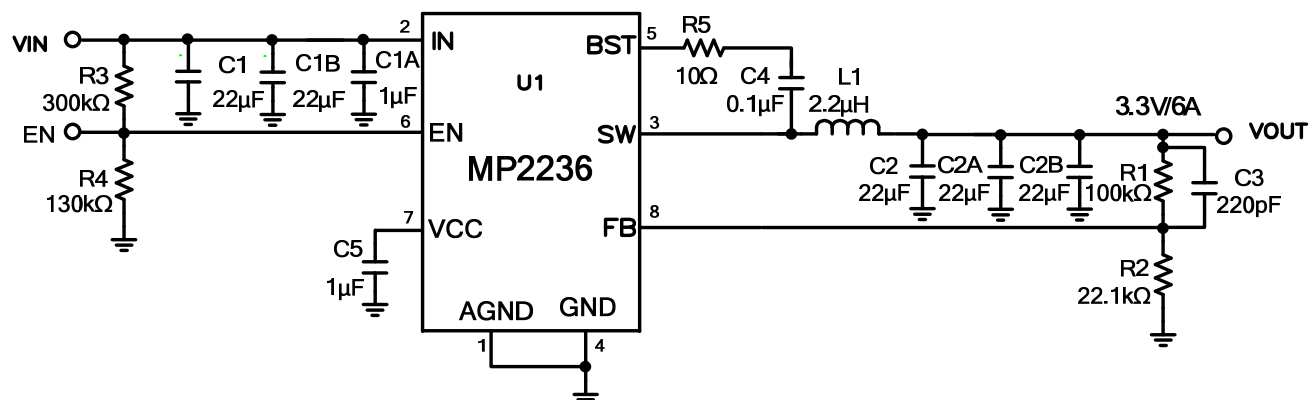 VIN
R3
300kΩ
EN
R4
130kΩ
C1
22µF
C1B
22µF
C1A
1µF
2
6
7
C5
1µF
IN
EN
VCC
U1
MP2236
BST
SW
FB
AGND
GND
1
4
5
3
8
R5
10Ω
C4
0.1µF
L1
2.2µH
3.3V/6A
VOUT
C2
22µF
C2A
22µF
C2B
22µF
R1
100kΩ
C3
220pF
R2
22.1kΩ